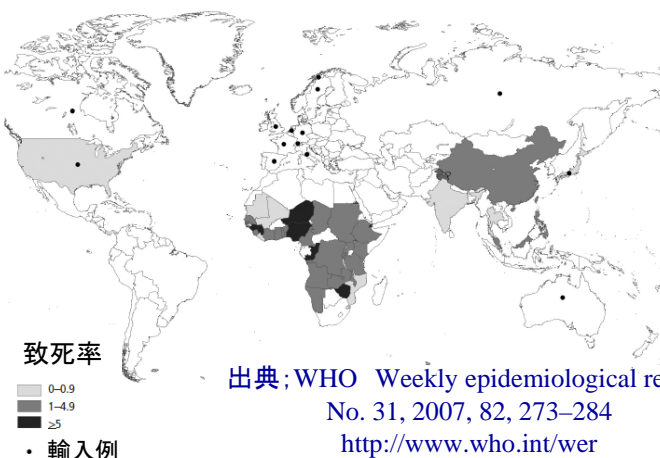 致死率
0–0.9
1–4.9
≥5
・ 輸入例
出典；WHO Weekly epidemiological re
No. 31, 2007, 82, 273–284
http://www.who.int/wer